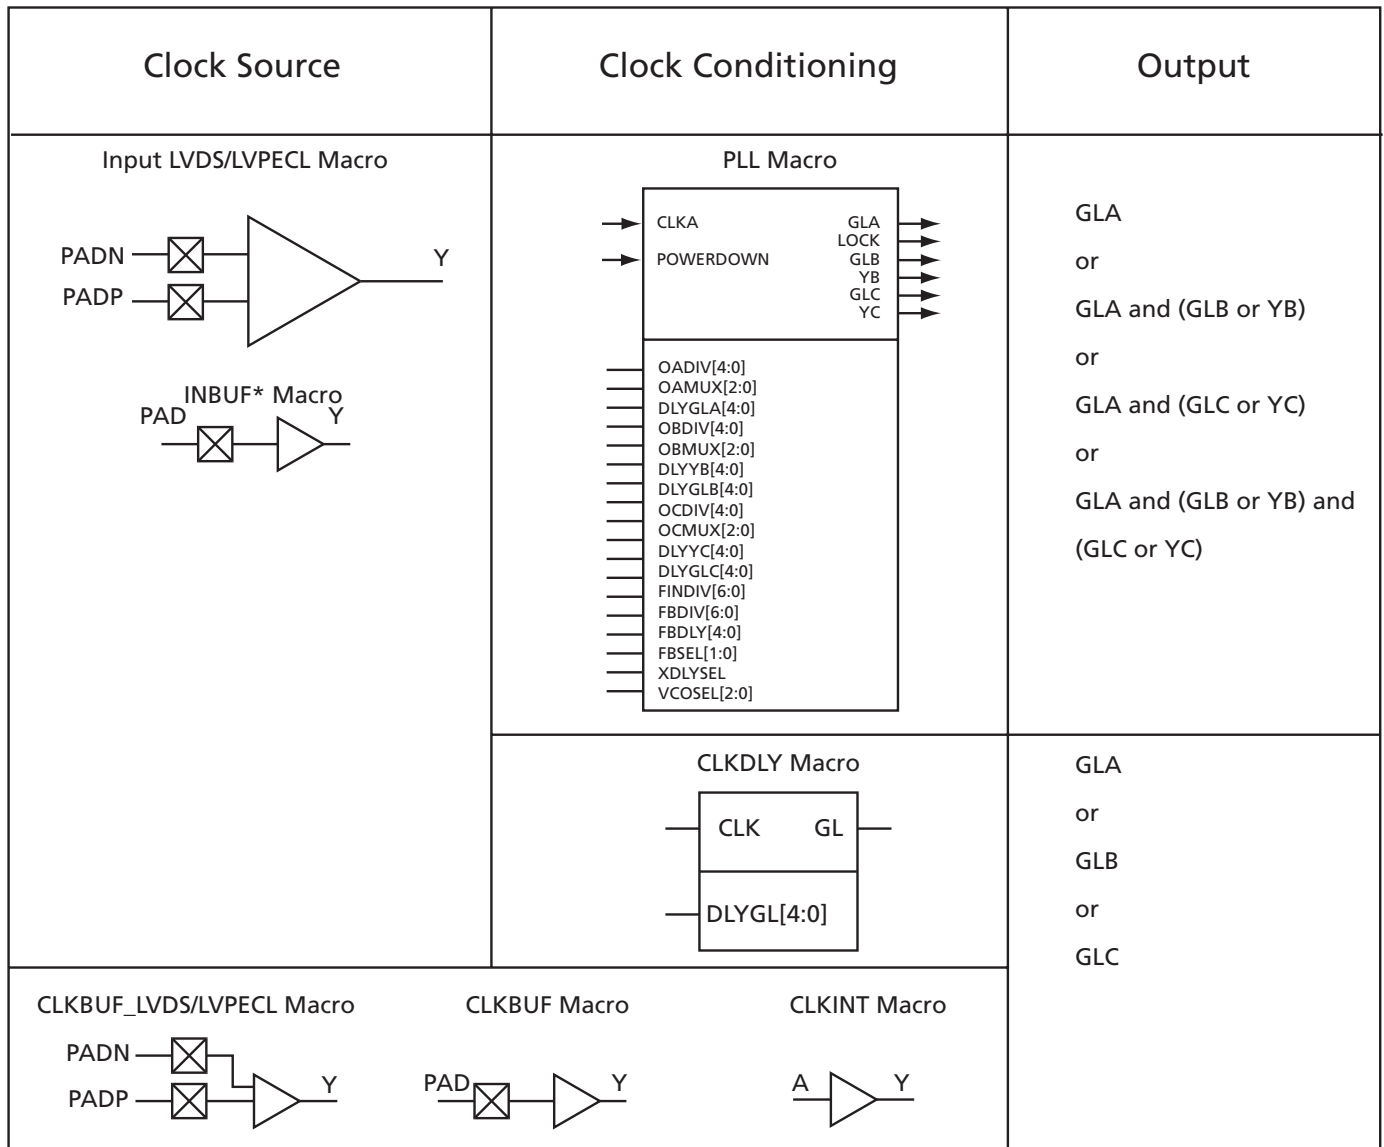 Clock Source
Clock Conditioning
Output
Input LVDS/LVPECL Macro
PADN
PADP
Y
INBUF* Macro
PAD
Y
PLL Macro
CLKA
POWERDOWN
GLA
LOCK
GLB
YB
GLC
YC
OADIV[4:0]
OAMUX[2:0]
DLYGLA[4:0]
OBDIV[4:0]
OBMUX[2:0]
DLYYB[4:0]
DLYGLB[4:0]
OCDIV[4:0]
OCMUX[2:0]
DLYYC[4:0]
DLYGLC[4:0]
FINDIV[6:0]
FBDIV[6:0]
FBDLY[4:0]
FBSEL[1:0]
XDLYSEL
VCOSEL[2:0]
GLA
or
GLA and (GLB or YB)
or
GLA and (GLC or YC)
or
GLA and (GLB or YB) and
(GLC or YC)
CLKDLY Macro
CLK
GL
DLYGL[4:0]
GLA
or
GLB
or
GLC
CLKBUF_LVDS/LVPECL Macro
PADN
PADP
Y
CLKBUF Macro
PAD
Y
CLKINT Macro
A
Y